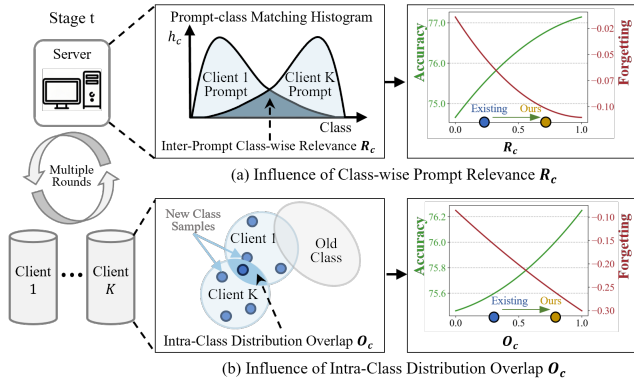 Stage t
Server
Multiple
Rounds
Client
1
Client
K
Prompt-class Matching Histogram
h_c
Client 1
Prompt
Client K
Prompt
Class
Inter-Prompt Class-wise Relevance R_c
Accuracy
77.0
76.0
75.0
Forgetting
-0.02
-0.05
-0.07
-0.10
Existing
Ours
0.0
0.5
1.0
R_c
(a) Influence of Class-wise Prompt Relevance R_c
New Class
Samples
Client 1
Old
Class
Client K
Intra-Class Distribution Overlap O_c
Accuracy
76.2
76.0
75.8
75.6
Forgetting
-0.10
-0.15
-0.20
-0.25
-0.30
Existing
Ours
0.0
0.5
1.0
O_c
(b) Influence of Intra-Class Distribution Overlap O_c